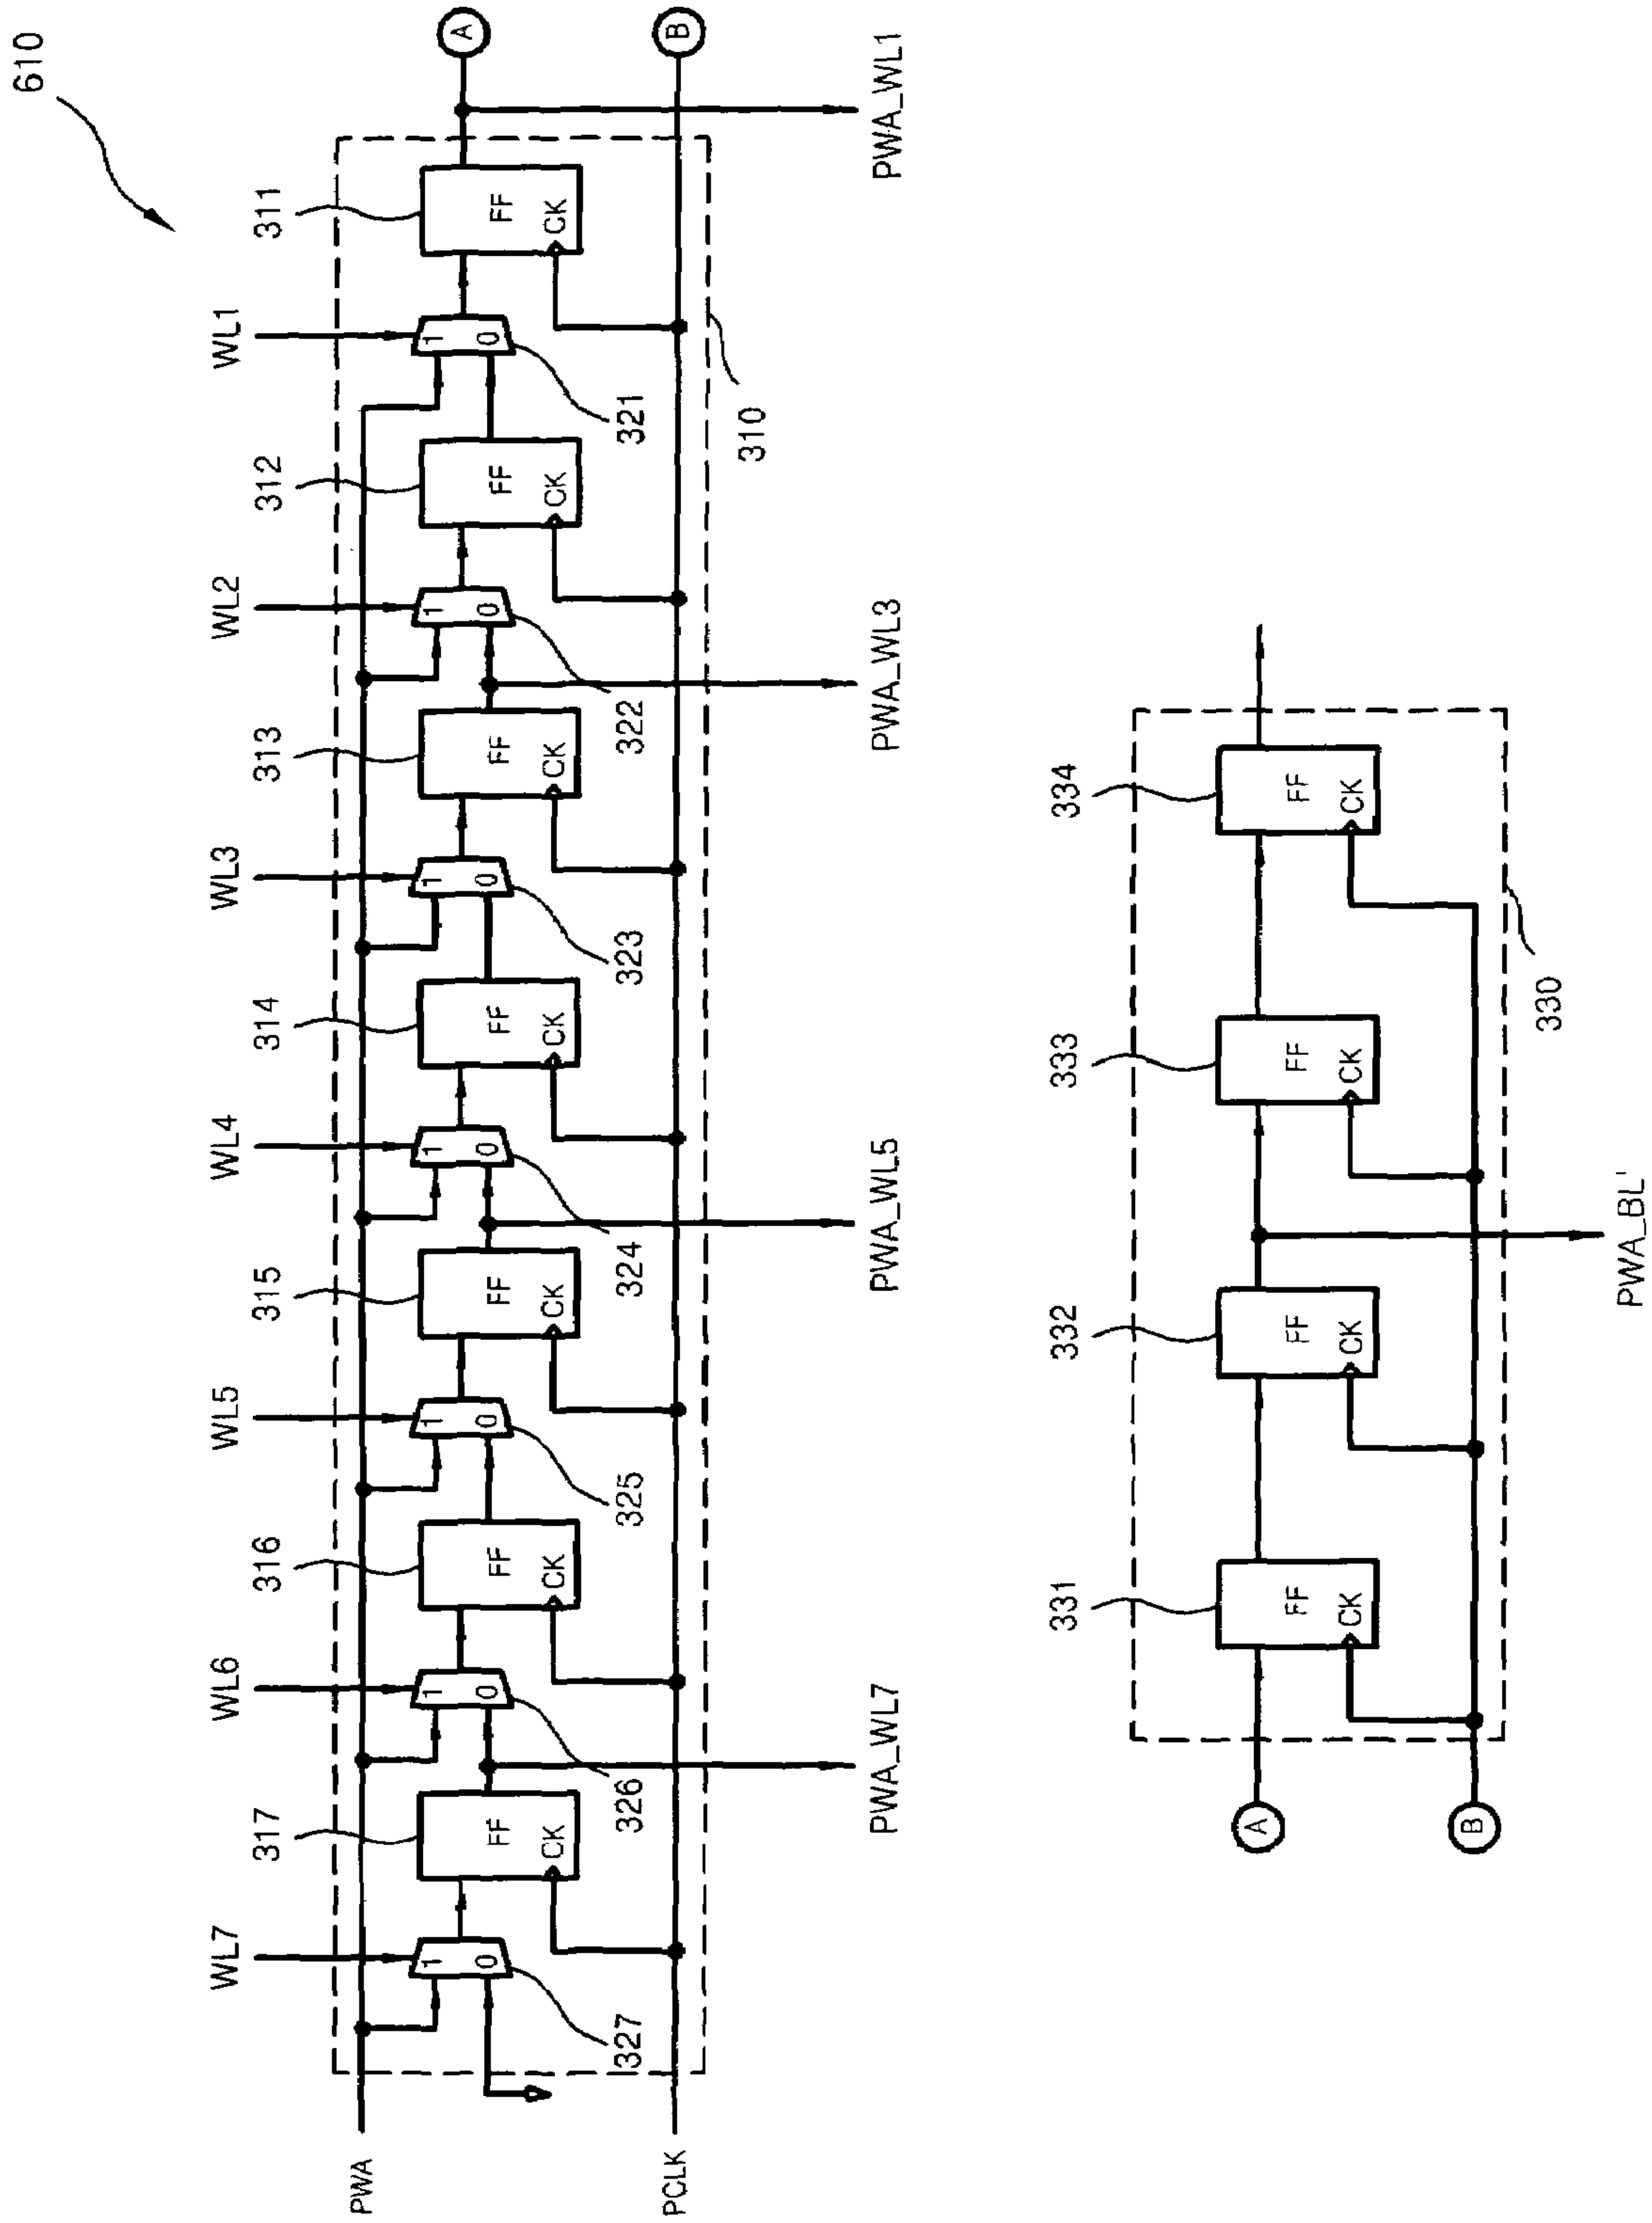 610
WL7 WL6 WL5 WL4 WL3 WL2 WL1
317 316 315 314 313 312 311
PWA
1 1 1 1 1 1 1
0 0 0 0 0 0 0
FF FF FF FF FF FF FF
CK CK CK CK CK CK CK
A
327 326 325 324 323 322 321
PCLK
B
310
PWA_WL7 PWA_WL5 PWA_WL3 PWA_WL1
331 332 333 334
A
FF FF FF FF
CK CK CK CK
B
330
PWA_BL'